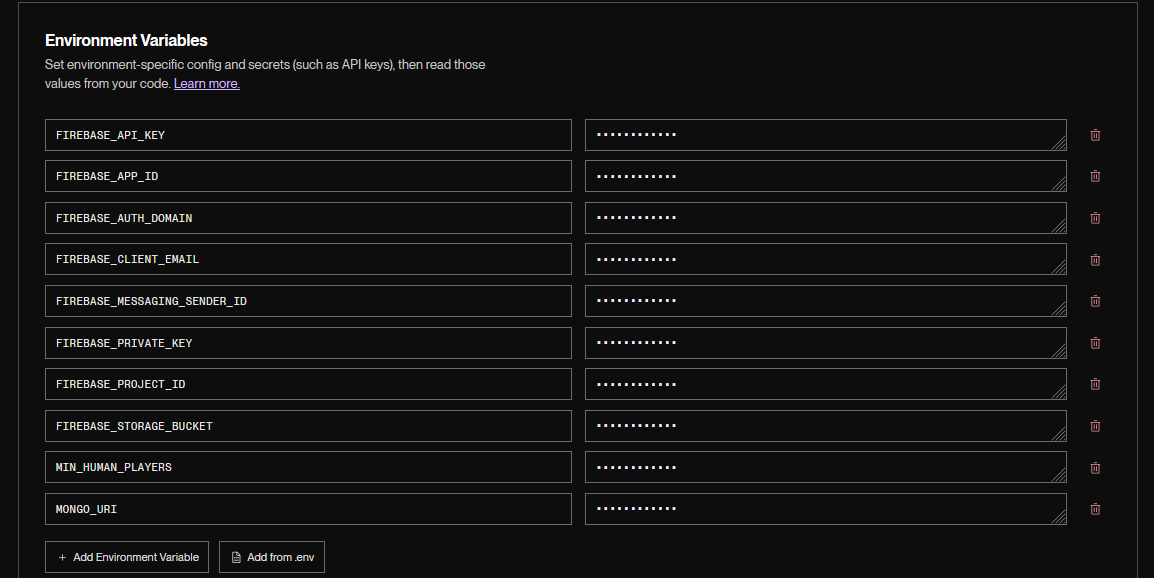 Environment Variables
Set environment-specific config and secrets (such as API keys), then read those
values from your code. Learn more.
FIREBASE_API_KEY ••••••••••••
FIREBASE_APP_ID ••••••••••••
FIREBASE_AUTH_DOMAIN ••••••••••••
FIREBASE_CLIENT_EMAIL ••••••••••••
FIREBASE_MESSAGING_SENDER_ID ••••••••••••
FIREBASE_PRIVATE_KEY ••••••••••••
FIREBASE_PROJECT_ID ••••••••••••
FIREBASE_STORAGE_BUCKET ••••••••••••
MIN_HUMAN_PLAYERS ••••••••••••
MONGO_URI ••••••••••••
+ Add Environment Variable Add from .env